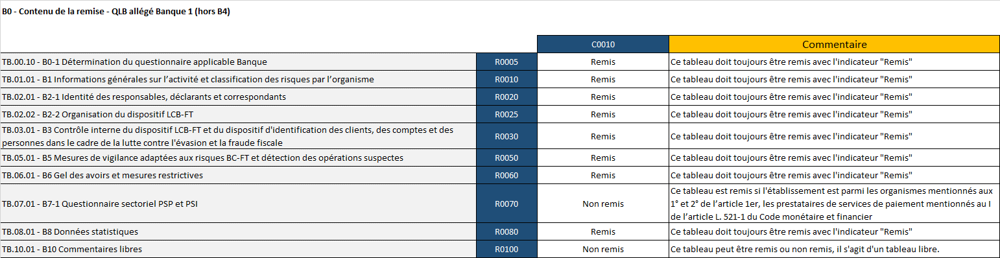 B0 - Contenu de la remise - QLB allégé Banque 1 (hors B4)
C0010 Commentaire
TB.00.10 - B0-1 Détermination du questionnaire applicable Banque R0005 Remis Ce tableau doit toujours être remis avec l'indicateur "Remis"
TB.01.01 - B1 Informations générales sur l’activité et classification des risques par l’organisme R0010 Remis Ce tableau doit toujours être remis avec l'indicateur "Remis"
TB.02.01 - B2-1 Identité des responsables, déclarants et correspondants R0020 Remis Ce tableau doit toujours être remis avec l'indicateur "Remis"
TB.02.02 - B2-2 Organisation du dispositif LCB-FT R0025 Remis Ce tableau doit toujours être remis avec l'indicateur "Remis"
TB.03.01 - B3 Contrôle interne du dispositif LCB-FT et du dispositif d'identification des clients, des comptes et des
personnes dans le cadre de la lutte contre l'évasion et la fraude fiscale
R0030 Remis Ce tableau doit toujours être remis avec l'indicateur "Remis"
TB.05.01 - B5 Mesures de vigilance adaptées aux risques BC-FT et détection des opérations suspectes R0050 Remis Ce tableau doit toujours être remis avec l'indicateur "Remis"
TB.06.01 - B6 Gel des avoirs et mesures restrictives R0060 Remis Ce tableau doit toujours être remis avec l'indicateur "Remis"
TB.07.01 - B7-1 Questionnaire sectoriel PSP et PSI R0070 Non remis
Ce tableau est remis si l'établissement est parmi les organismes mentionnés aux
1° et 2° de l’article 1er, les prestataires de services de paiement mentionnés au I
de l’article L. 521-1 du Code monétaire et financier
TB.08.01 - B8 Données statistiques R0080 Remis Ce tableau doit toujours être remis avec l'indicateur "Remis"
TB.10.01 - B10 Commentaires libres R0100 Non remis Ce tableau peut être remis ou non remis, il s'agit d'un tableau libre.